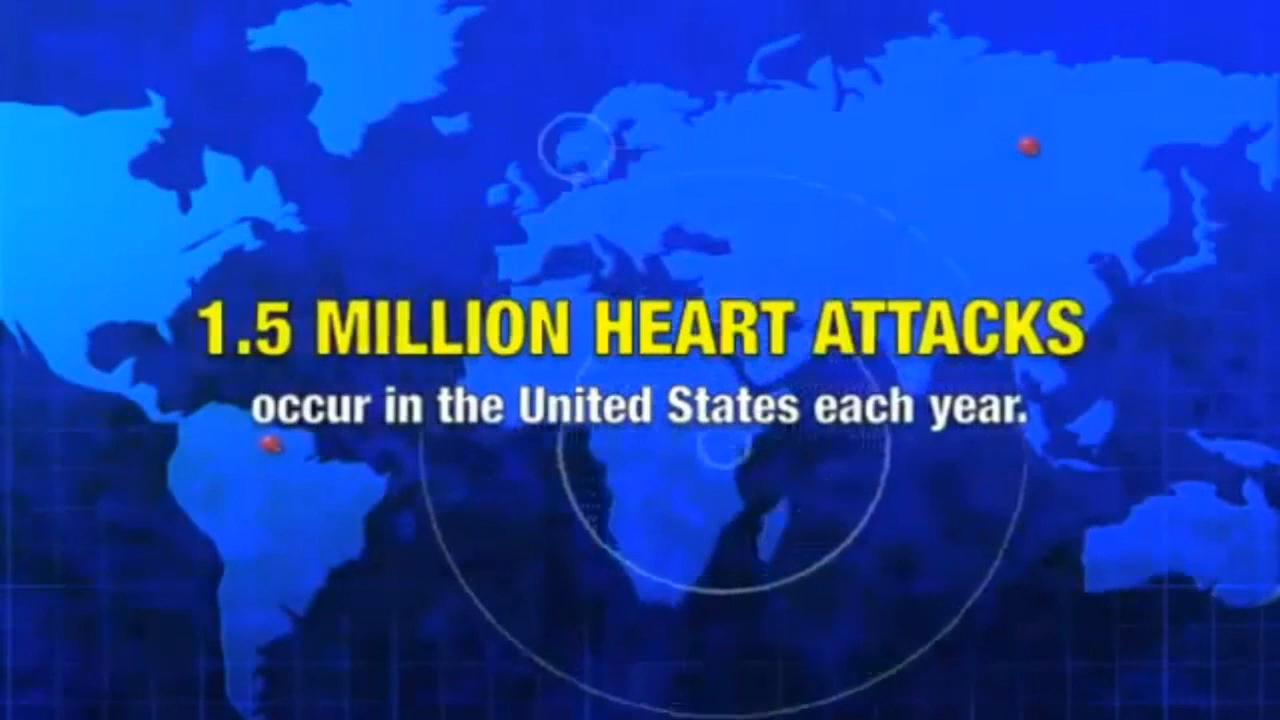 1.5 MILLION HEART ATTACKS
occur in the United States each year.